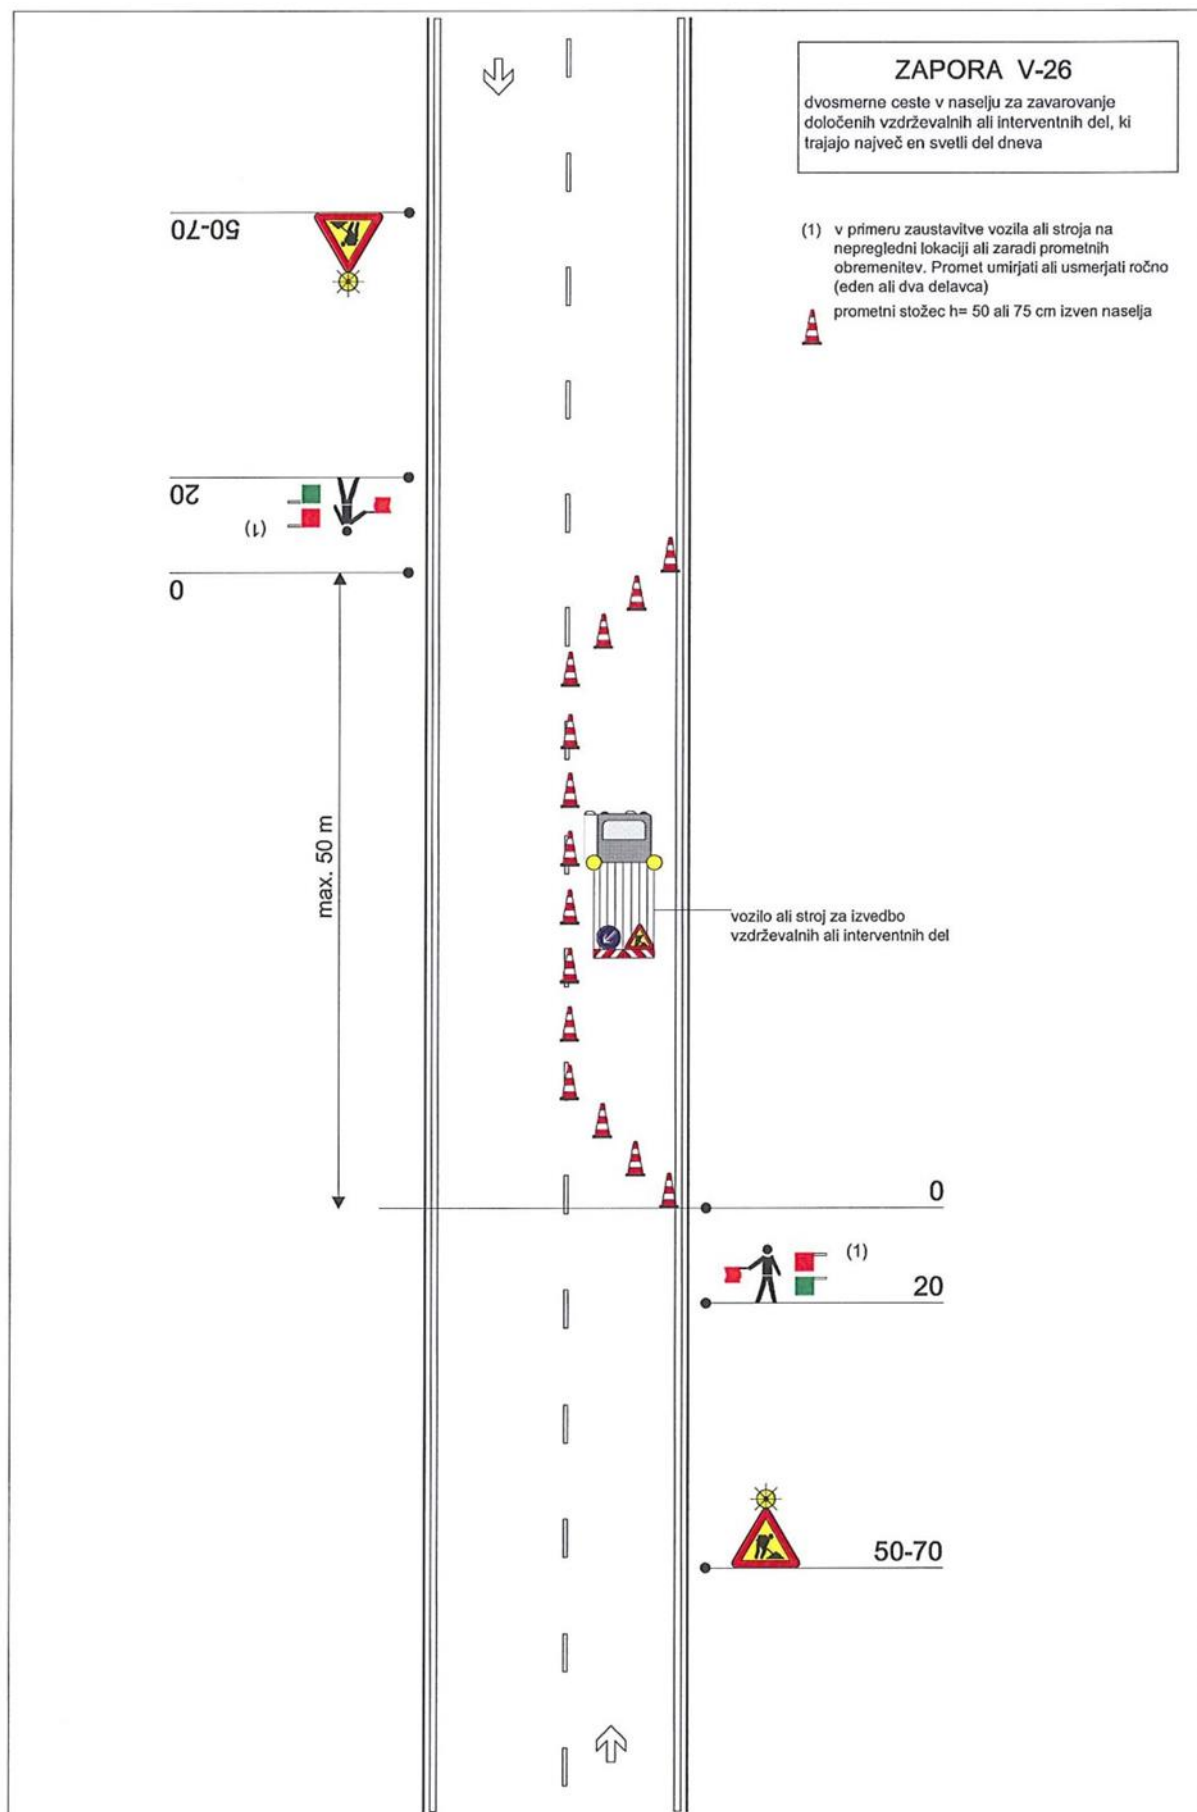 ZAPORA V-26
dvosmerne ceste v naselju za zavarovanje
določenih vzdrževalnih ali interventnih del, ki
trajajo največ en svetli del dneva
(1) v primeru zaustavitve vozila ali stroja na
nepregledni lokaciji ali zaradi prometnih
obremenitev. Promet umirjati ali usmerjati ročno
(eden ali dva delavca)
prometni stožec h= 50 ali 75 cm izven naselja
50-70
20
(1)
0
max. 50 m
vozilo ali stroj za izvedbo
vzdrževalnih ali interventnih del
0
(1)
20
50-70